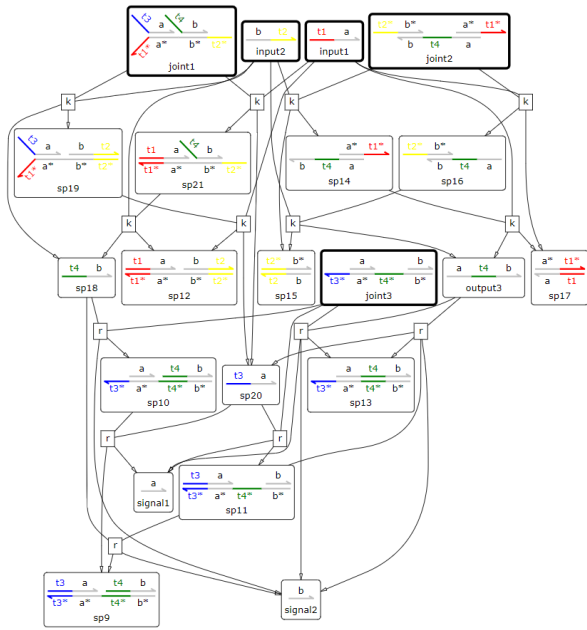 t3 a t4 b
t1* a* b* t2*
joint1
b t2
input2
t1 a
input1
t2* b* a* t1*
b t4 a
joint2
k k k k
t3 a b t2
t1* a* b* t2*
sp19
t1 a t4 b
t1* a* b* t2*
sp21
a* t1*
b t4 a
sp14
t2* b*
b t4 a
sp16
k k k k
t4 b
sp18
t1 a b t2
t1* a* b* t2*
sp12
t2* b*
t2 b
sp15
a b
t3* a* t4* b*
joint3
a t4 b
output3
a* t1*
a t1
sp17
r r r r
a t4 b
t3* a* t4* b*
sp10
t3 a
sp20
a t4 b
t3* a* t4* b*
sp13
r r
a
signal1
t3 a b
t3* a* t4* b*
sp11
r
t3 a t4 b
t3* a* t4* b*
sp9
b
signal2